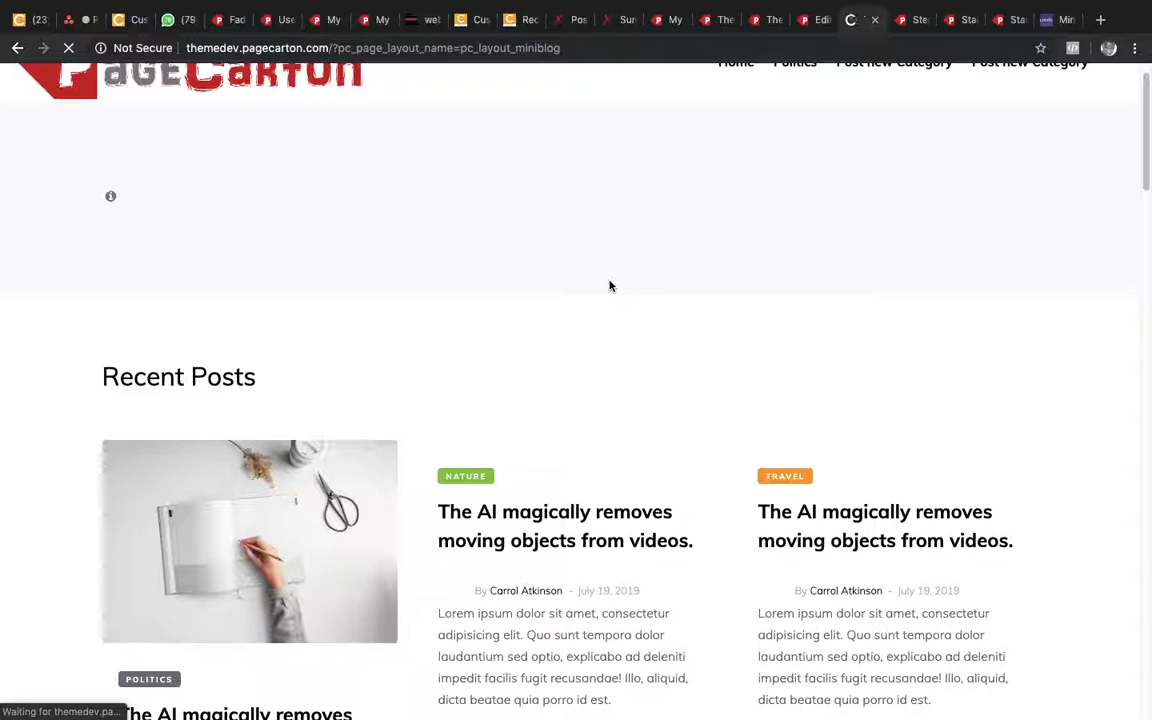 (23
P
Cus
(79
Fad
Use
My
My
wel
Cus
Rec
Pos
Sur
My
The
The
Edi
Ste
Sta
Sta
Min
Not Secure
themedev.pagecarton.com/?pc_page_layout_name=pc_layout_miniblog
PageCarton
Home Politics Post new Category Post new Category
Recent Posts
POLITICS
The AI magically removes
NATURE
The AI magically removes
moving objects from videos.
By Carrol Atkinson - July 19, 2019
Lorem ipsum dolor sit amet, consectetur
adipisicing elit. Quo sunt tempora dolor
laudantium sed optio, explicabo ad deleniti
impedit facilis fugit recusandae! Illo, aliquid,
dicta beatae quia porro id est.
TRAVEL
The AI magically removes
moving objects from videos.
By Carrol Atkinson - July 19, 2019
Lorem ipsum dolor sit amet, consectetur
adipisicing elit. Quo sunt tempora dolor
laudantium sed optio, explicabo ad deleniti
impedit facilis fugit recusandae! Illo, aliquid,
dicta beatae quia porro id est.
Waiting for themedev.pa...